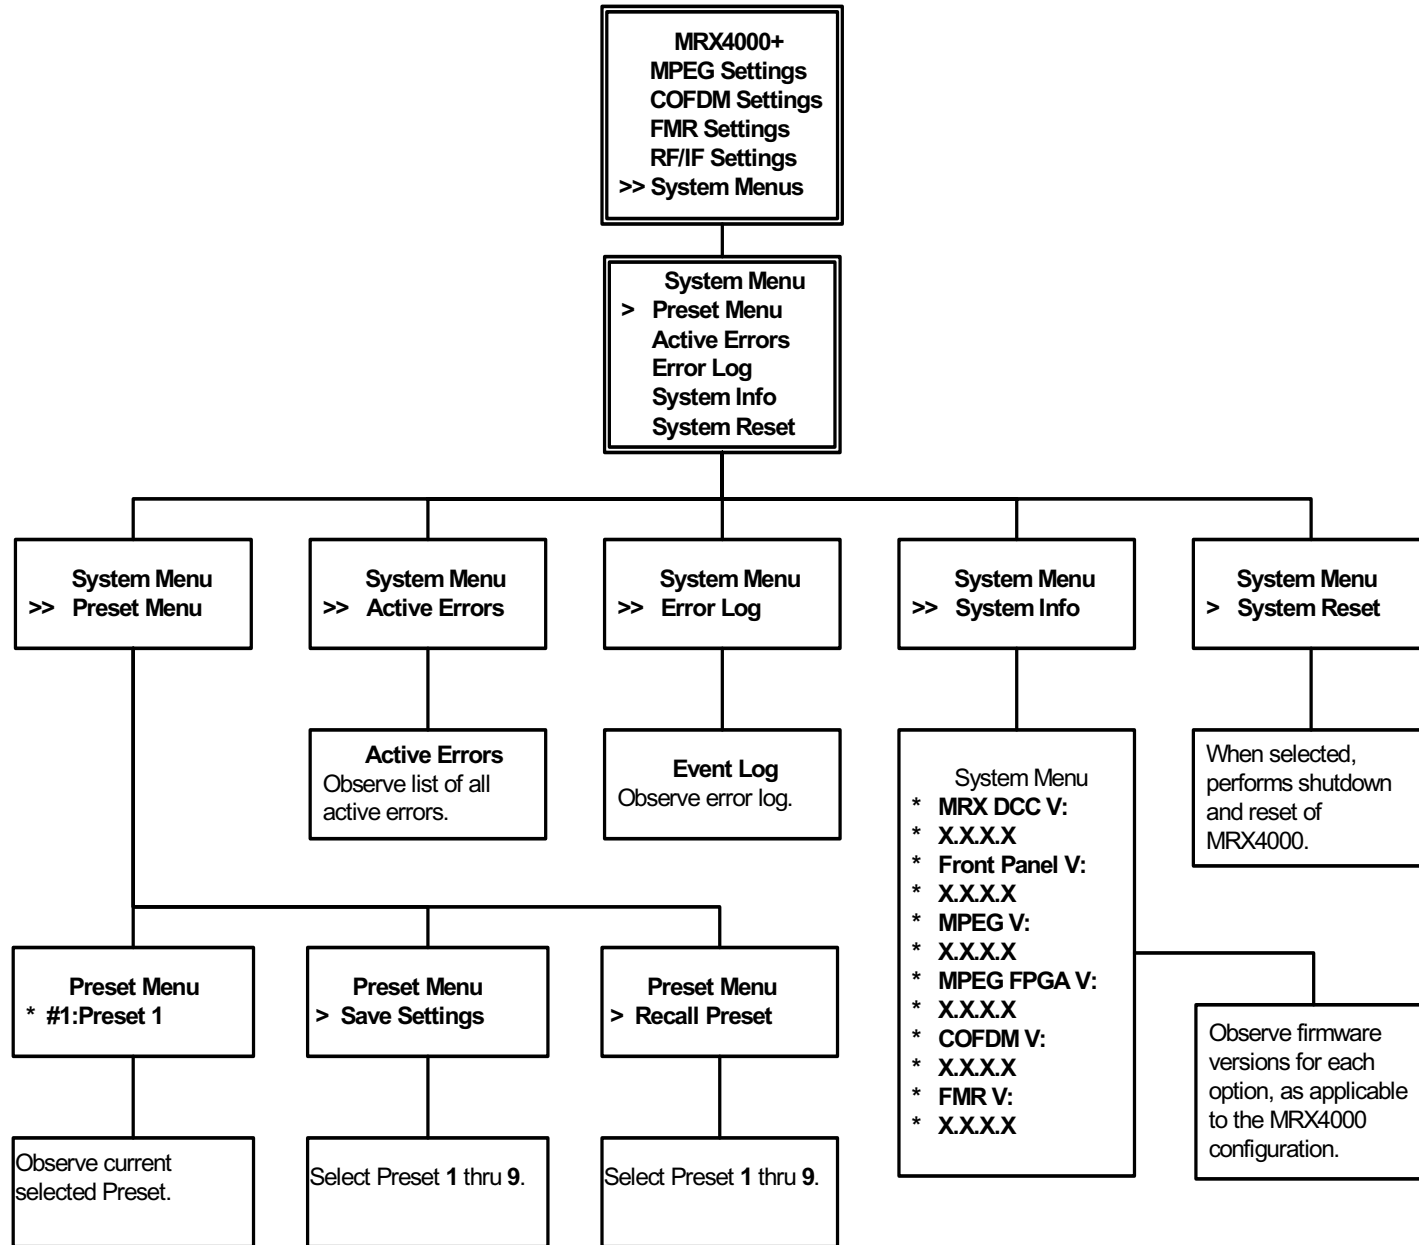 MRX4000+
MPEG Settings
COFDM Settings
FMR Settings
RF/IF Settings
>> System Menus
System Menu
> Preset Menu
Active Errors
Error Log
System Info
System Reset
System Menu
>> Preset Menu
System Menu
>> Active Errors
System Menu
>> Error Log
System Menu
>> System Info
System Menu
> System Reset
Active Errors
Observe list of all
active errors.
Event Log
Observe error log.
System Menu
* MRX DCC V:
* X.X.X.X
* Front Panel V:
* X.X.X.X
* MPEG V:
* X.X.X.X
* MPEG FPGA V:
* X.X.X.X
* COFDM V:
* X.X.X.X
* FMR V:
* X.X.X.X
When selected,
performs shutdown
and reset of
MRX4000.
Preset Menu
* #1:Preset 1
Preset Menu
> Save Settings
Preset Menu
> Recall Preset
Observe firmware
versions for each
option, as applicable
to the MRX4000
configuration.
Observe current
selected Preset.
Select Preset 1 thru 9.
Select Preset 1 thru 9.